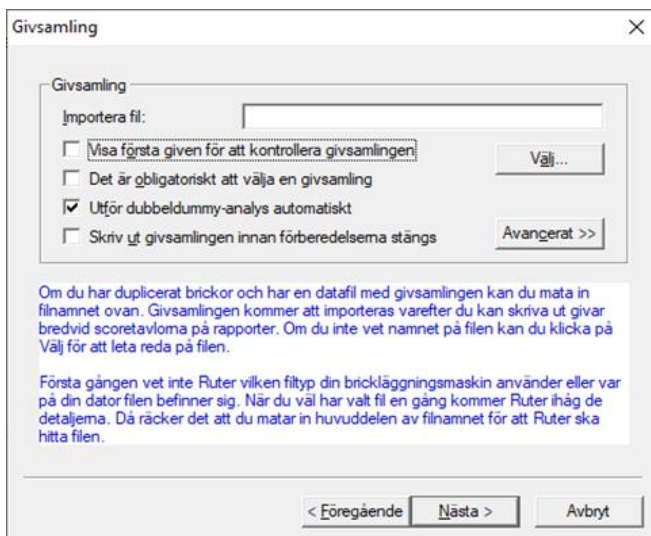 Givsamling
Givsamling
Importera fil:
Visa första given för att kontrollera givsamlingen
Välj...
Det är obligatoriskt att välja en givsamling
Utför dubbeldummy-analys automatiskt
Skriv ut givsamlingen innan förberedelserna stängs
Avancerat >>
Om du har duplicerat brickor och har en datafil med givsamlingen kan du mata in
filnamnet ovan. Givsamlingen kommer att importeras varefter du kan skriva ut givar
bredvid scoretavlorna på rapporter. Om du inte vet namnet på filen kan du klicka på
Välj för att leta reda på filen.
Första gången vet inte Ruter vilken filtyp din brickläggningsmaskin använder eller var
på din dator filen befinner sig. När du väl har valt fil en gång kommer Ruter ihåg de
detaljerna. Då räcker det att du matar in huvuddelen av filnamnet för att Ruter ska
hitta filen.
< Föregående
Nästa >
Avbryt